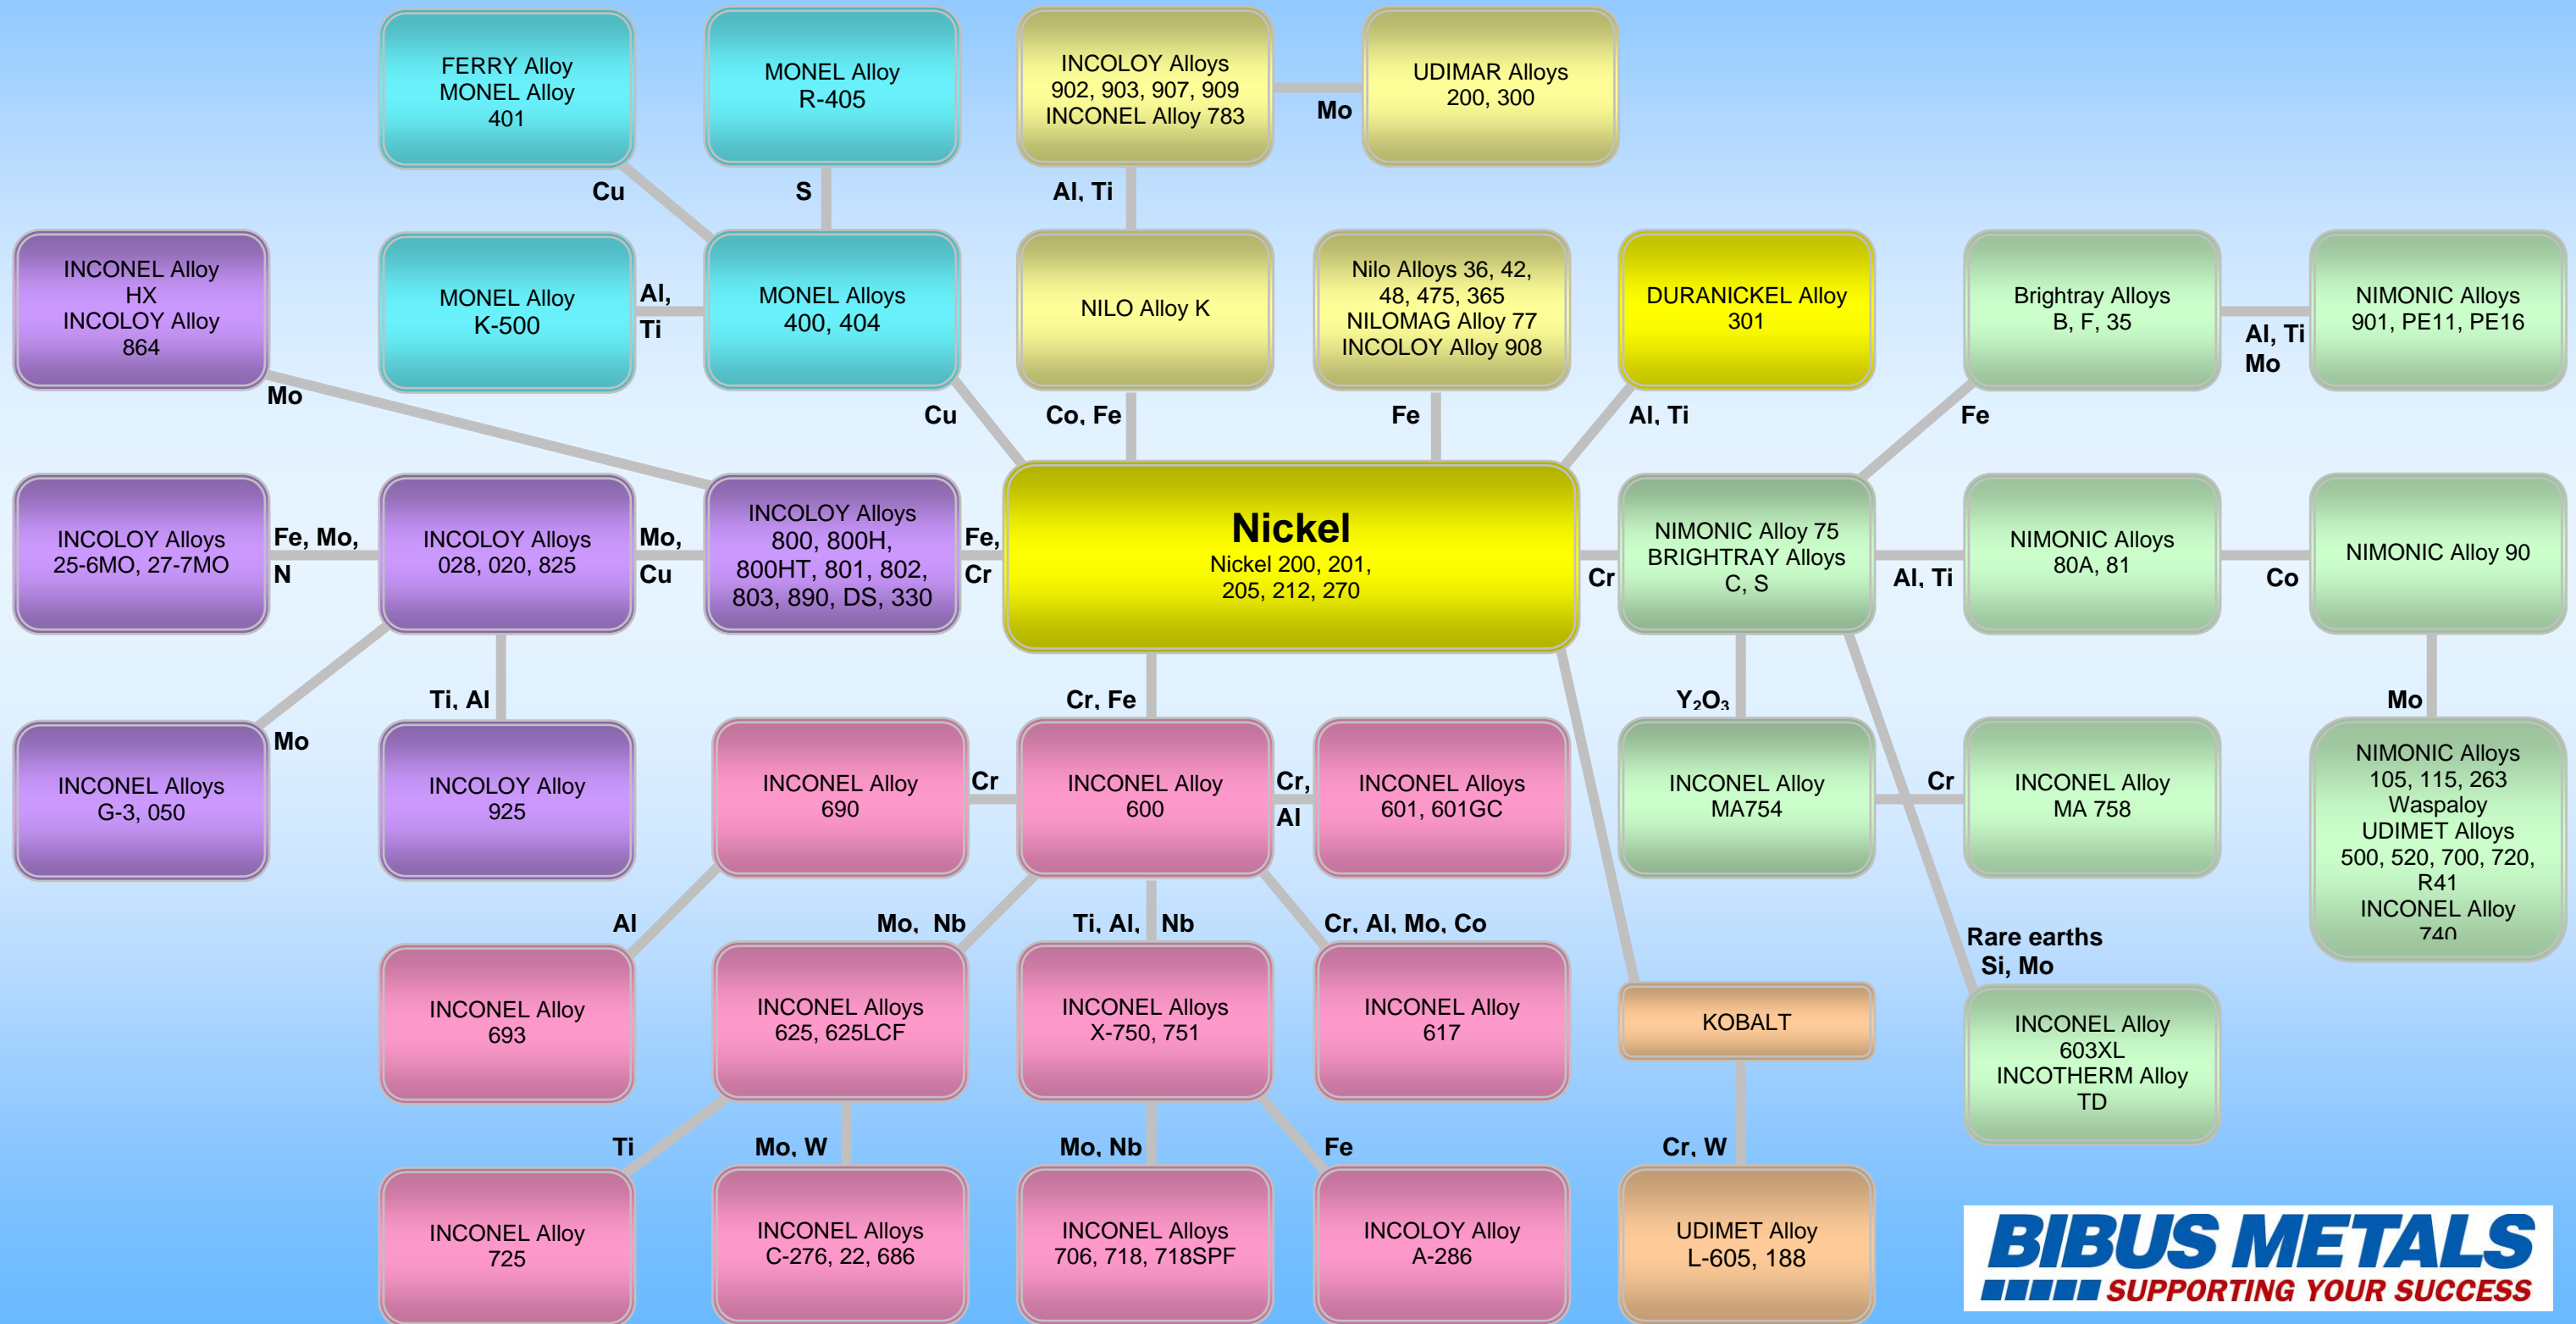 FERRY Alloy
MONEL Alloy
401
MONEL Alloy
R-405
INCOLOY Alloys
902, 903, 907, 909
INCONEL Alloy 783
Mo
UDIMAR Alloys
200, 300
Cu
S
Al, Ti
INCONEL Alloy
HX
INCOLOY Alloy
864
MONEL Alloy
K-500
Al,
Ti
MONEL Alloys
400, 404
NILO Alloy K
Nilo Alloys 36, 42,
48, 475, 365
NILOMAG Alloy 77
INCOLOY Alloy 908
DURANICKEL Alloy
301
Brightray Alloys
B, F, 35
Al, Ti
Mo
NIMONIC Alloys
901, PE11, PE16
Mo
Cu
Co, Fe
Fe
Al, Ti
Fe
INCOLOY Alloys
25-6MO, 27-7MO
Fe, Mo,
N
INCOLOY Alloys
028, 020, 825
Mo,
Cu
INCOLOY Alloys
800, 800H,
800HT, 801, 802,
803, 890, DS, 330
Fe,
Cr
Nickel
Nickel 200, 201,
205, 212, 270
Cr
NIMONIC Alloy 75
BRIGHTRAY Alloys
C, S
Al, Ti
NIMONIC Alloys
80A, 81
Co
NIMONIC Alloy 90
Mo
Ti, Al
Cr, Fe
Y₂O₃
Mo
INCONEL Alloys
G-3, 050
INCOLOY Alloy
925
INCONEL Alloy
690
Cr
INCONEL Alloy
600
Cr,
Al
INCONEL Alloys
601, 601GC
INCONEL Alloy
MA754
Cr
INCONEL Alloy
MA 758
NIMONIC Alloys
105, 115, 263
Waspaloy
UDIMET Alloys
500, 520, 700, 720,
R41
INCONEL Alloy
740
Al
Mo, Nb
Ti, Al, Nb
Cr, Al, Mo, Co
Rare earths
Si, Mo
INCONEL Alloy
693
INCONEL Alloys
625, 625LCF
INCONEL Alloys
X-750, 751
INCONEL Alloy
617
KOBALT
INCONEL Alloy
603XL
INCOTHERM Alloy
TD
Ti
Mo, W
Mo, Nb
Fe
Cr, W
INCONEL Alloy
725
INCONEL Alloys
C-276, 22, 686
INCONEL Alloys
706, 718, 718SPF
INCOLOY Alloy
A-286
UDIMET Alloy
L-605, 188
BIBUS METALS
SUPPORTING YOUR SUCCESS